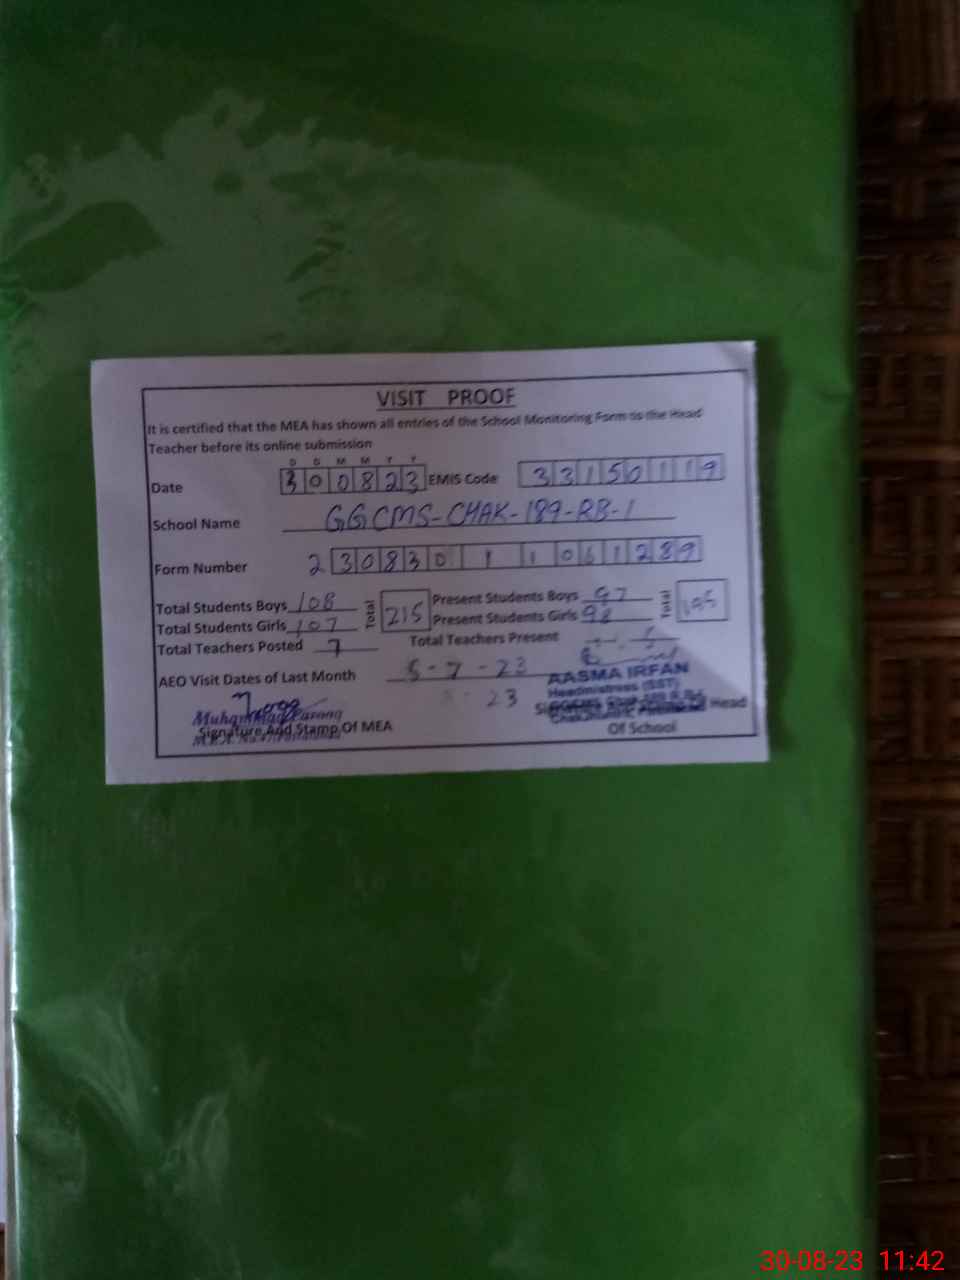 VISIT PROOF
It is certified that the MEA has shown all entries of the School Monitoring Form to the Head
Teacher before its online submission
D D M M Y Y
Date 300823 EMIS Code 33150119
School Name GGCMS-CHAK-189-RB-1
Form Number 23083011061289
Total Students Boys 108 Total 215 Present Students Boys 97 Total
Total Students Girls 107 Present Students Girls 98
Total Teachers Posted 7 Total Teachers Present
AEO Visit Dates of Last Month 5-7-23
23
AASMA IRFAN
Headmistress (SST)
Muhammad Farooq
Signature And Stamp Of MEA
Head
Of School
30-08-23 11:42